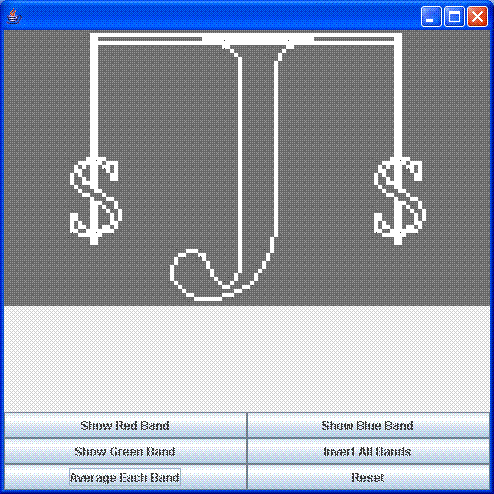 J
$ $
Show Red Band Show Blue Band
Show Green Band Invert All Bands
Average Each Band Reset